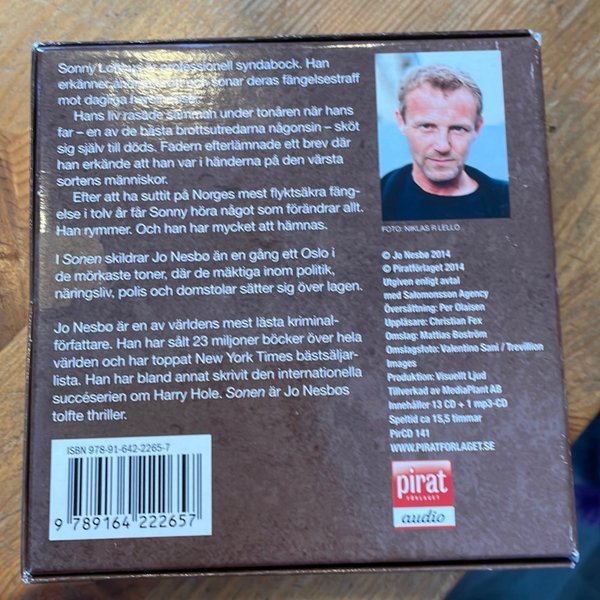 Sonny Lofthus är professionell syndabock. Han
erkänner andras brott och sonar deras fängelsestraff
mot dagliga
Hans liv rasade samman under tonåren när hans
far – en av de bästa brottsutredarna någonsin – sköt
sig själv till döds. Fadern efterlämnade ett brev där
han erkände att han var i händerna på den värsta
sortens människor.
Efter att ha suttit på Norges mest flyktsäkra fäng-
else i tolv år får Sonny höra något som förändrar allt.
Han rymmer. Och han har mycket att hämnas.
I Sonen skildrar Jo Nesbø än en gång ett Oslo i
de mörkaste toner, där de mäktiga inom politik,
näringsliv, polis och domstolar sätter sig över lagen.
Jo Nesbø är en av världens mest lästa kriminal-
författare. Han har sålt 23 miljoner böcker över hela
världen och har toppat New York Times bästsäljar-
lista. Han har bland annat skrivit den internationella
succéserien om Harry Hole. Sonen är Jo Nesbøs
tolfte thriller.
ISBN 978-91-642-2265-7
9 789164 222657
FOTO: NIKLAS R LELLO
© Jo Nesbø 2014
© Piratförlaget 2014
Utgiven enligt avtal
med Salomonsson Agency
Översättning: Per Olaisen
Uppläsare: Christian Fex
Omslag: Mattias Boström
Omslagsfoto: Valentino Sani / Trevillion
Images
Produktion: Visuellt Ljud
Tillverkad av MediaPlant AB
Innehåller 13 CD + 1 mp3-CD
Speltid ca 15,5 timmar
PirCD 141
WWW.PIRATFORLAGET.SE
pirat
FÖRLAGET
audio